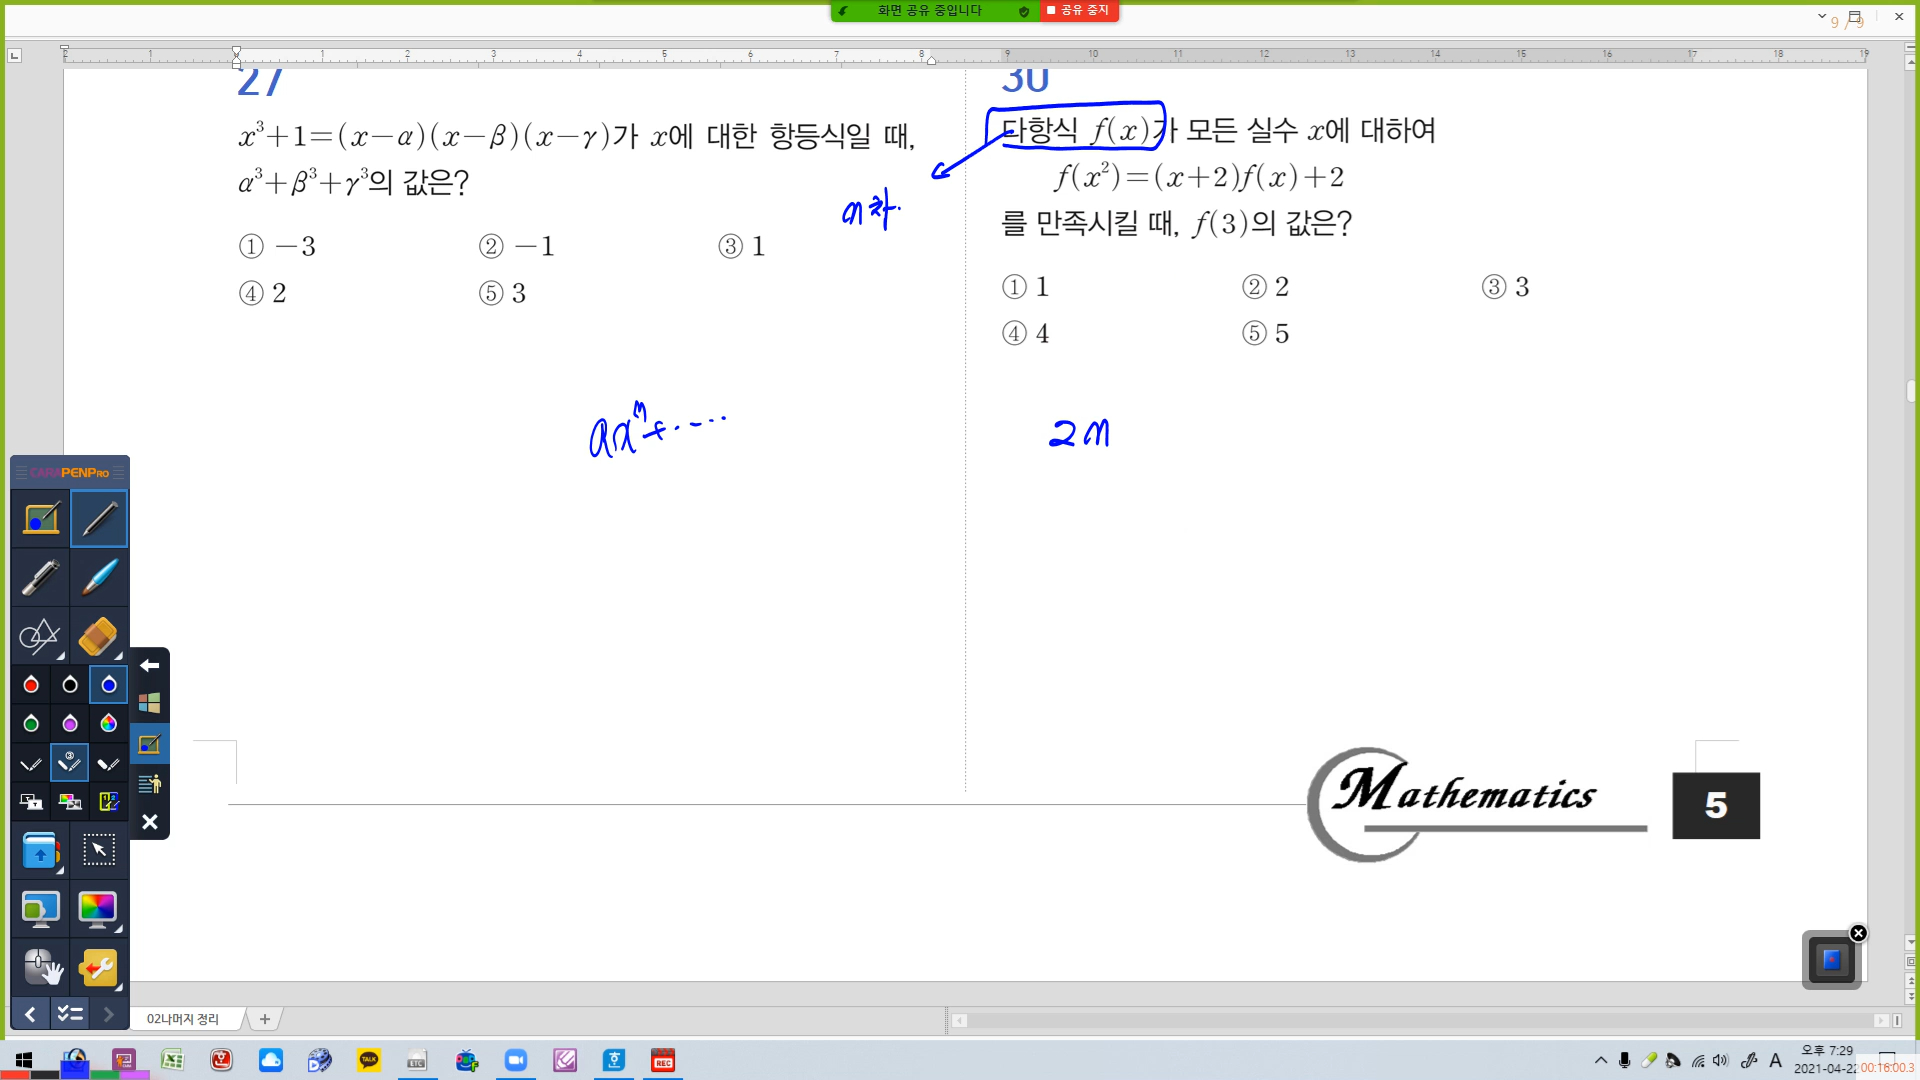 화면 공유 중입니다 공유 중지
9 / 9
27
x³+1=(x-α)(x-β)(x-γ)가 x에 대한 항등식일 때,
α³+β³+γ³의 값은?
① -3 ② -1 ③ 1
④ 2 ⑤ 3
n차
axⁿ+·----
30
다항식 f(x)가 모든 실수 x에 대하여
f(x²)=(x+2)f(x)+2
를 만족시킬 때, f(3)의 값은?
① 1 ② 2 ③ 3
④ 4 ⑤ 5
2n
Mathematics
5
CARAPENPRO
02나머지 정리
오후 7:29
2021-04-22
00:16:00.3